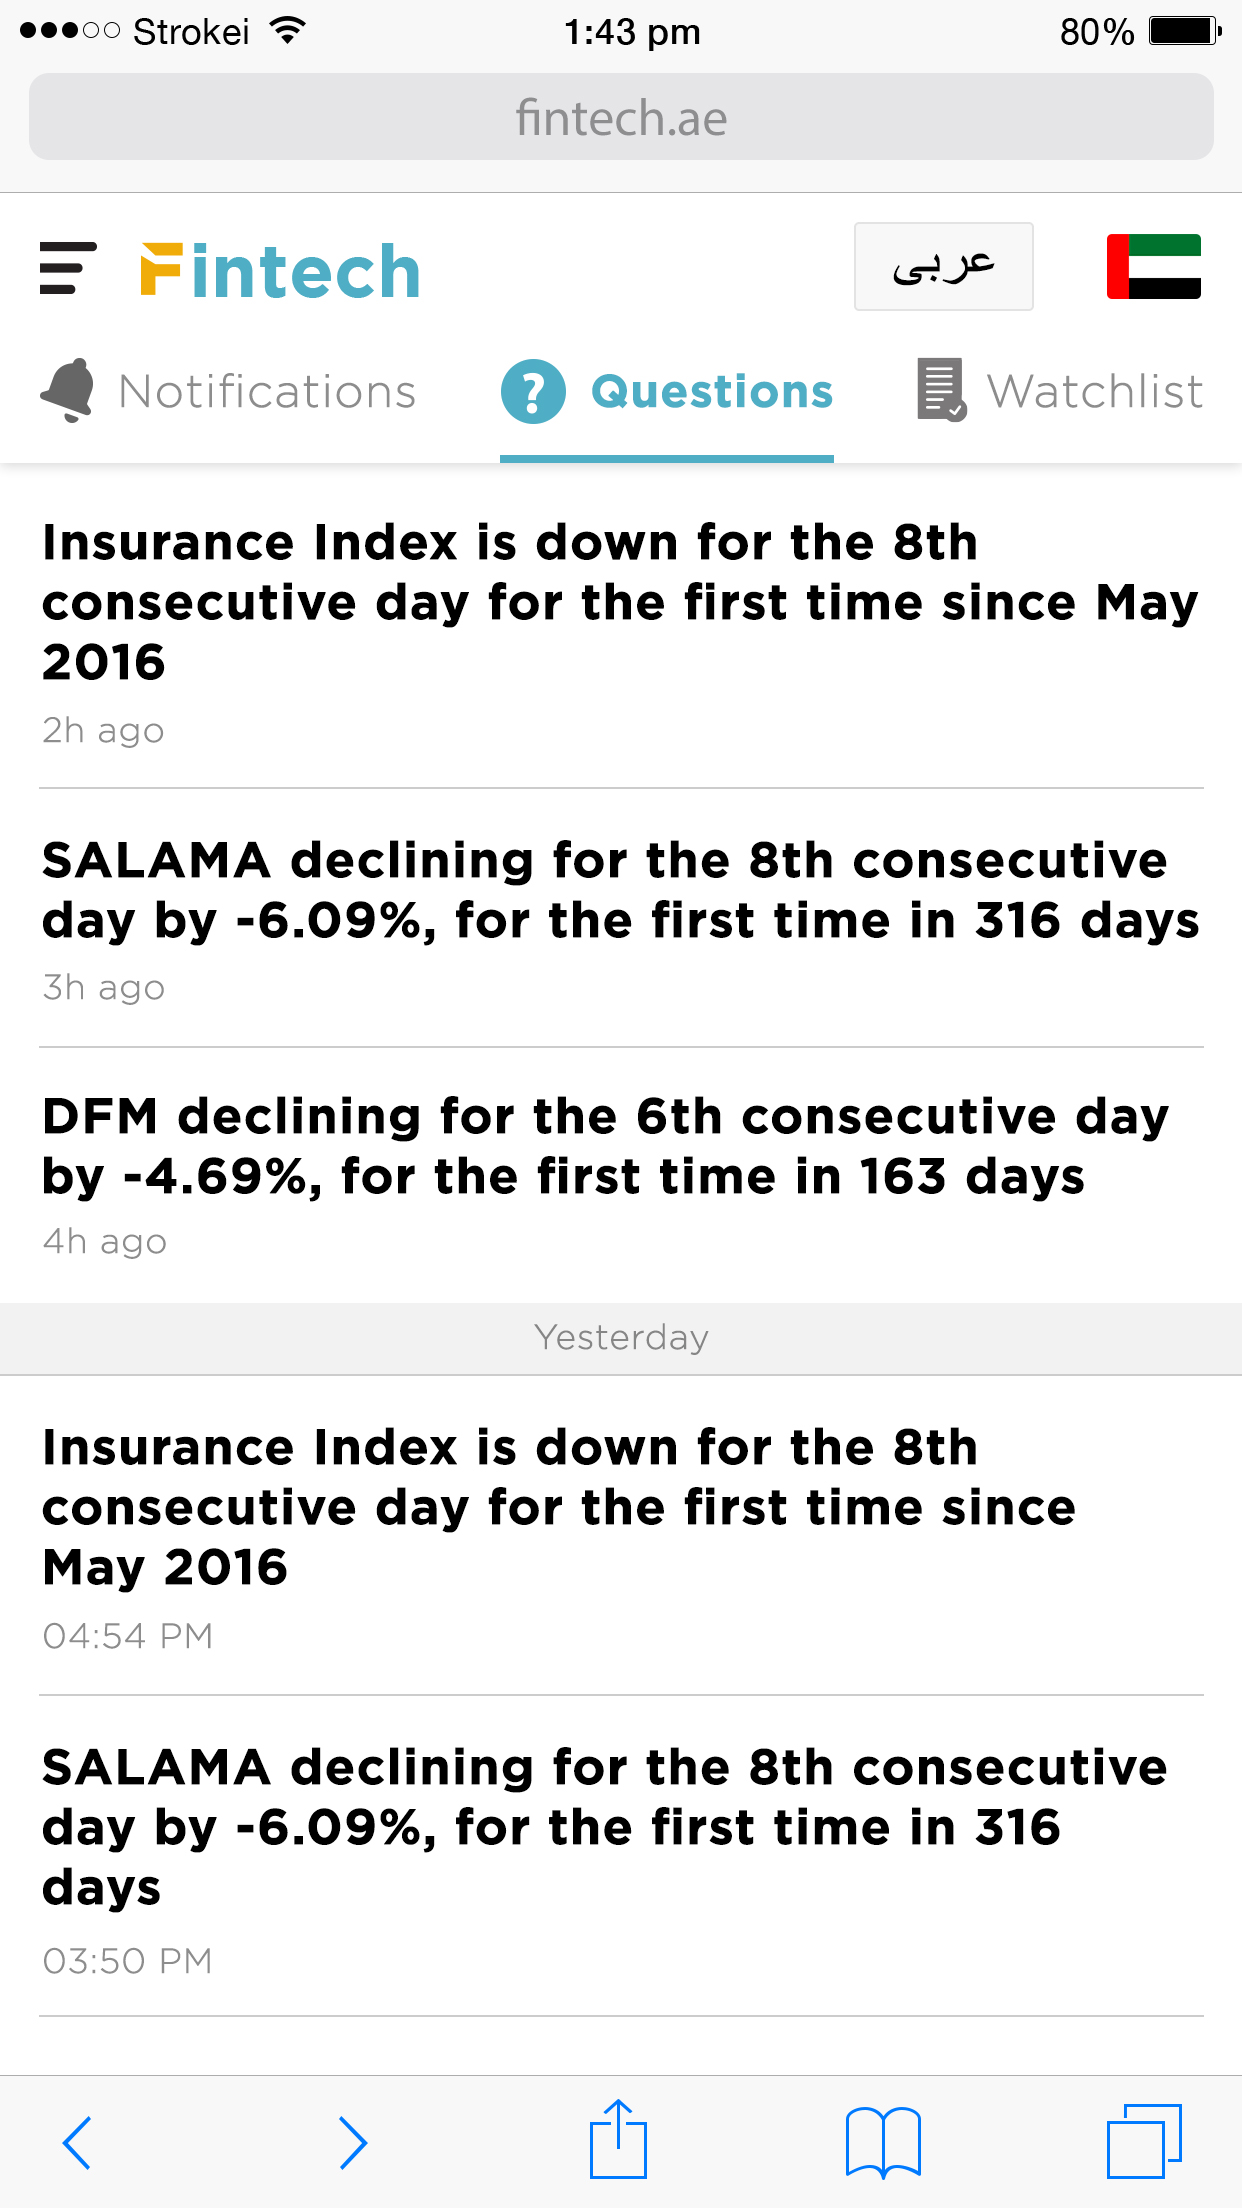 Strokei
1:43 pm
80%
fintech.ae
Fintech
عربى
Notifications
? Questions
Watchlist
Insurance Index is down for the 8th
consecutive day for the first time since May
2016
2h ago
SALAMA declining for the 8th consecutive
day by -6.09%, for the first time in 316 days
3h ago
DFM declining for the 6th consecutive day
by -4.69%, for the first time in 163 days
4h ago
Yesterday
Insurance Index is down for the 8th
consecutive day for the first time since
May 2016
04:54 PM
SALAMA declining for the 8th consecutive
day by -6.09%, for the first time in 316
days
03:50 PM